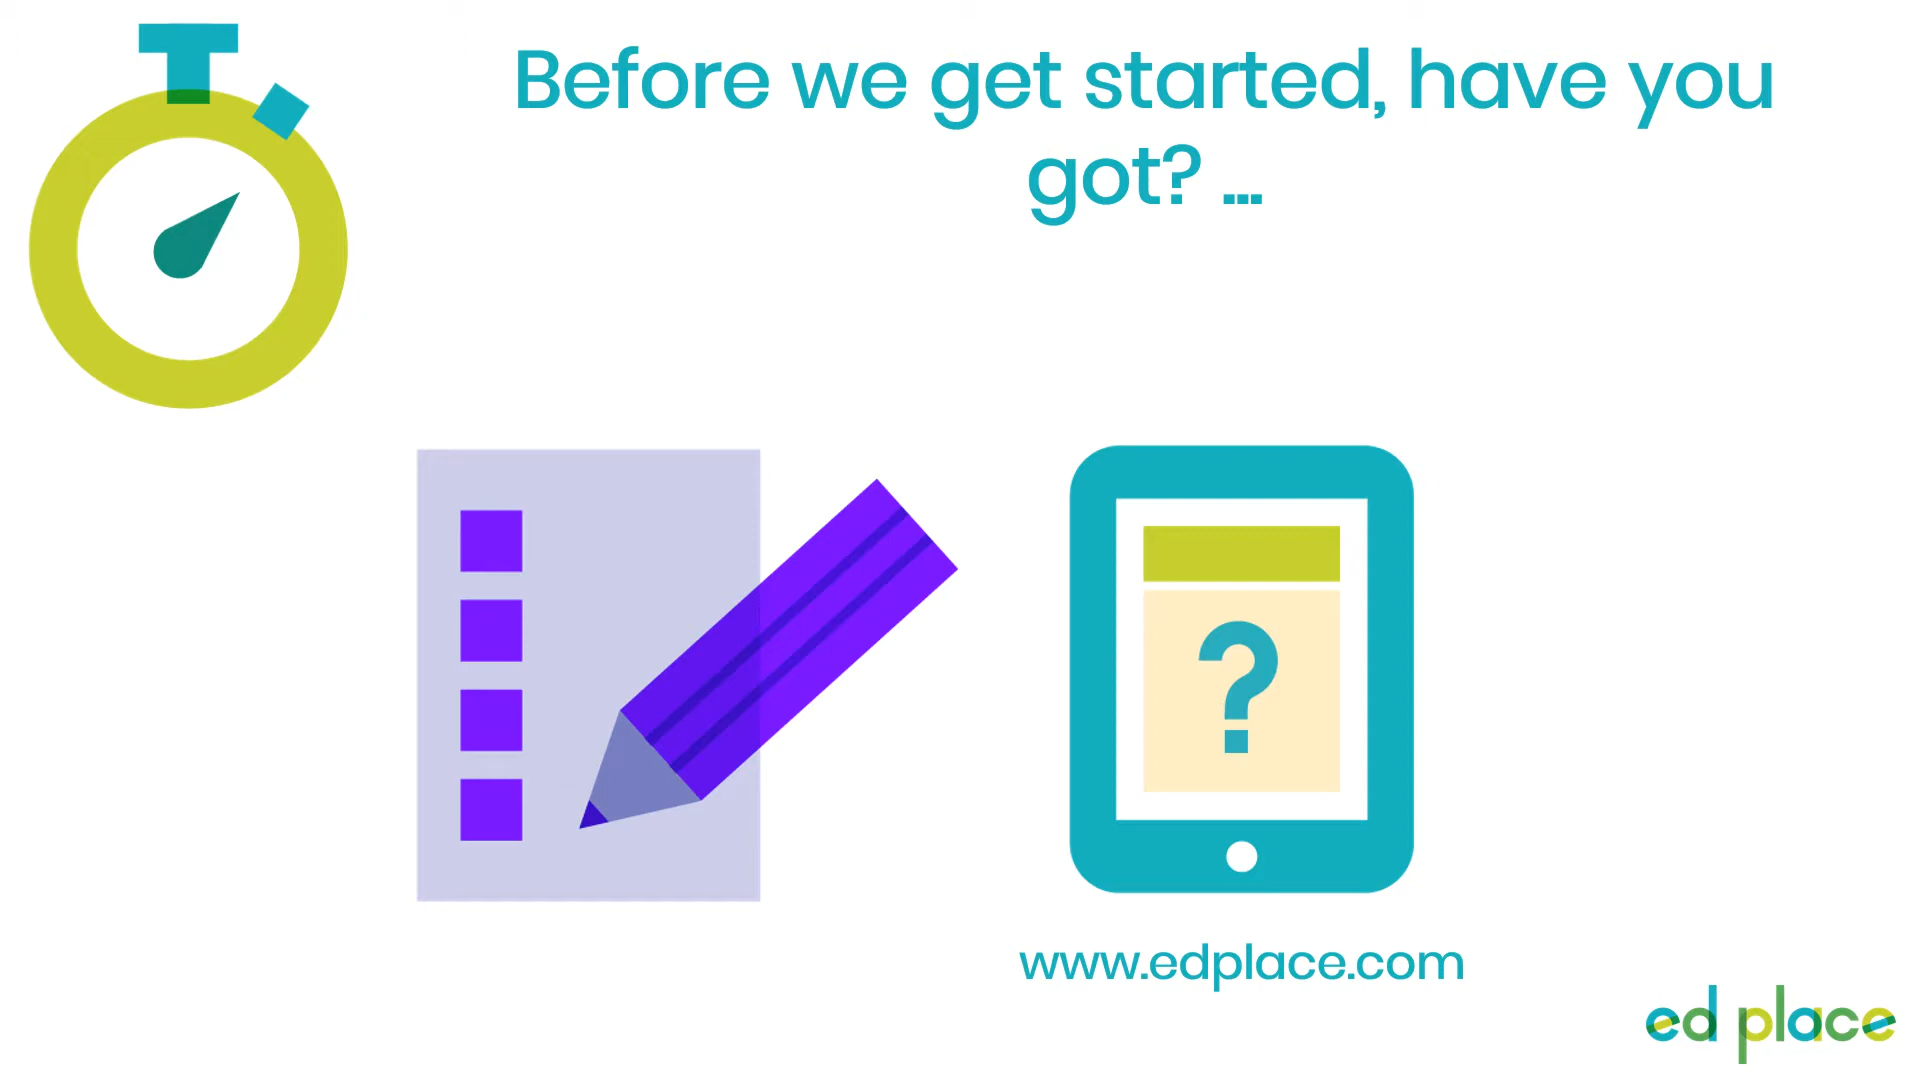 Before we get started, have you
got? ...
?
www.edplace.com
ed place